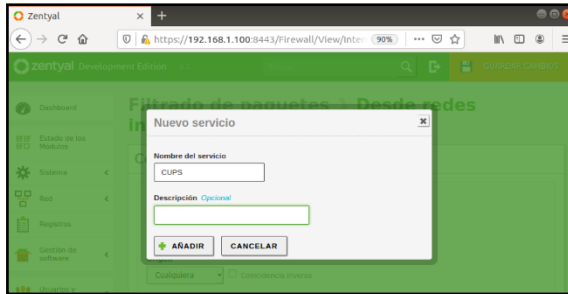 Zentyal
https://192.168.1.100:8443/Firewall/View/Inter
90%
zentyal Development Edition
GUARDAR CAMBIOS
Dashboard
Filtrado de paquetes
Desde redes
Estado de los
Módulos
Sistema
Red
Registros
Gestión de
software
Usuarios y
Nuevo servicio
Nombre del servicio
CUPS
Descripción Opcional
AÑADIR
CANCELAR
Cualquiera
Coincidencia inversa